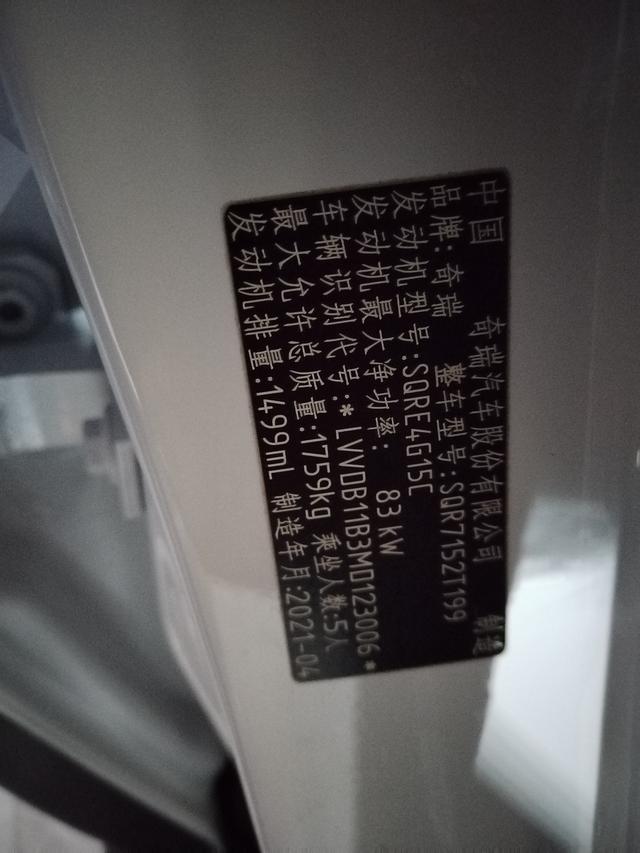 中国 奇瑞汽车股份有限公司 制造
品牌:奇瑞 整车型号:SQR7152T199
发动机型号:SQRE4G15C
发动机最大净功率: 83kW
车辆识别代号:*LVVDB11B3MD123006*
最大允许总质量:1759kg 乘坐人数:5人
发动机排量:1499mL 制造年月:2021-04